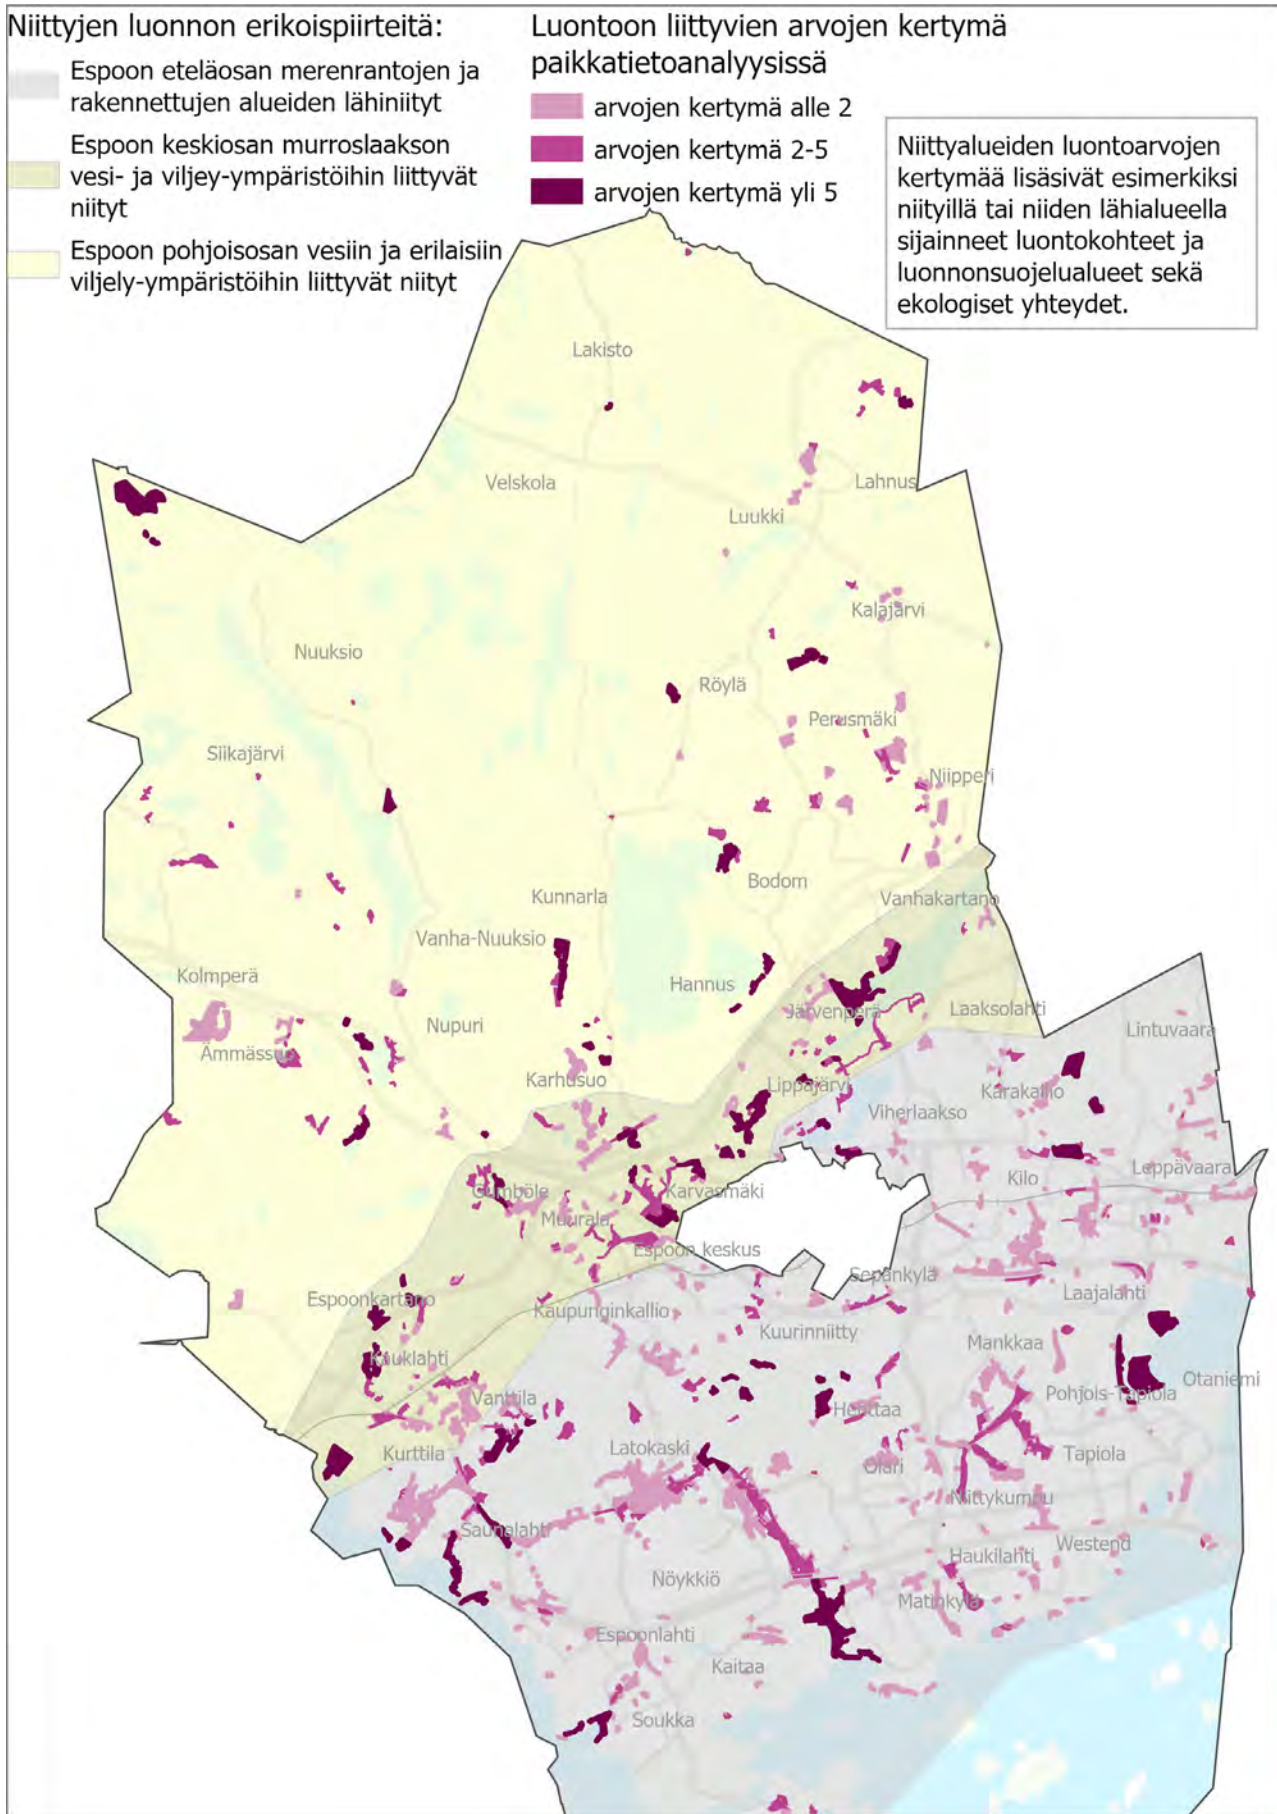 Niittyjen luonnon erikoispiirteitä:
Espoon eteläosan merenrantojen ja
rakennettujen alueiden lähiniityt
Espoon keskiosan murroslaakson
vesi- ja viljey-ympäristöihin liittyvät
niityt
Espoon pohjoisosan vesiin ja erilaisiin
viljely-ympäristöihin liittyvät niityt
Luontoon liittyvien arvojen kertymä
paikkatietoanalyysissä
arvojen kertymä alle 2
arvojen kertymä 2-5
arvojen kertymä yli 5
Niittyalueiden luontoarvojen
kertymää lisäsivät esimerkiksi
niityillä tai niiden lähialueella
sijainneet luontokohteet ja
luonnonsuojelualueet sekä
ekologiset yhteydet.
Lakisto
Velskola
Lahnus
Luukki
Kalajärvi
Nuuksio
Röylä
Perusmäki
Siikajärvi
Niipperi
Bodom
Kunnarla
Vanhakartano
Vanha-Nuuksio
Kolmperä
Hannus
Järvenperä
Laaksolahti
Nupuri
Lintuvaara
Ämmässuo
Karhusuo
Lippajärvi
Karakallio
Viherlaakso
Leppävaara
Kilo
Gumböle
Karvasmäki
Muurala
Espoon keskus
Sepänkylä
Laajalahti
Espoonkartano
Kaupunginkallio
Kuurinniitty
Mankkaa
Kauklahti
Otaniemi
Pohjois-Tapiola
Vanttila
Henttaa
Kurttila
Latokaski
Tapiola
Olari
Niittykumpu
Saunalahti
Westend
Haukilahti
Nöykkiö
Matinkylä
Espoonlahti
Kaitaa
Soukka